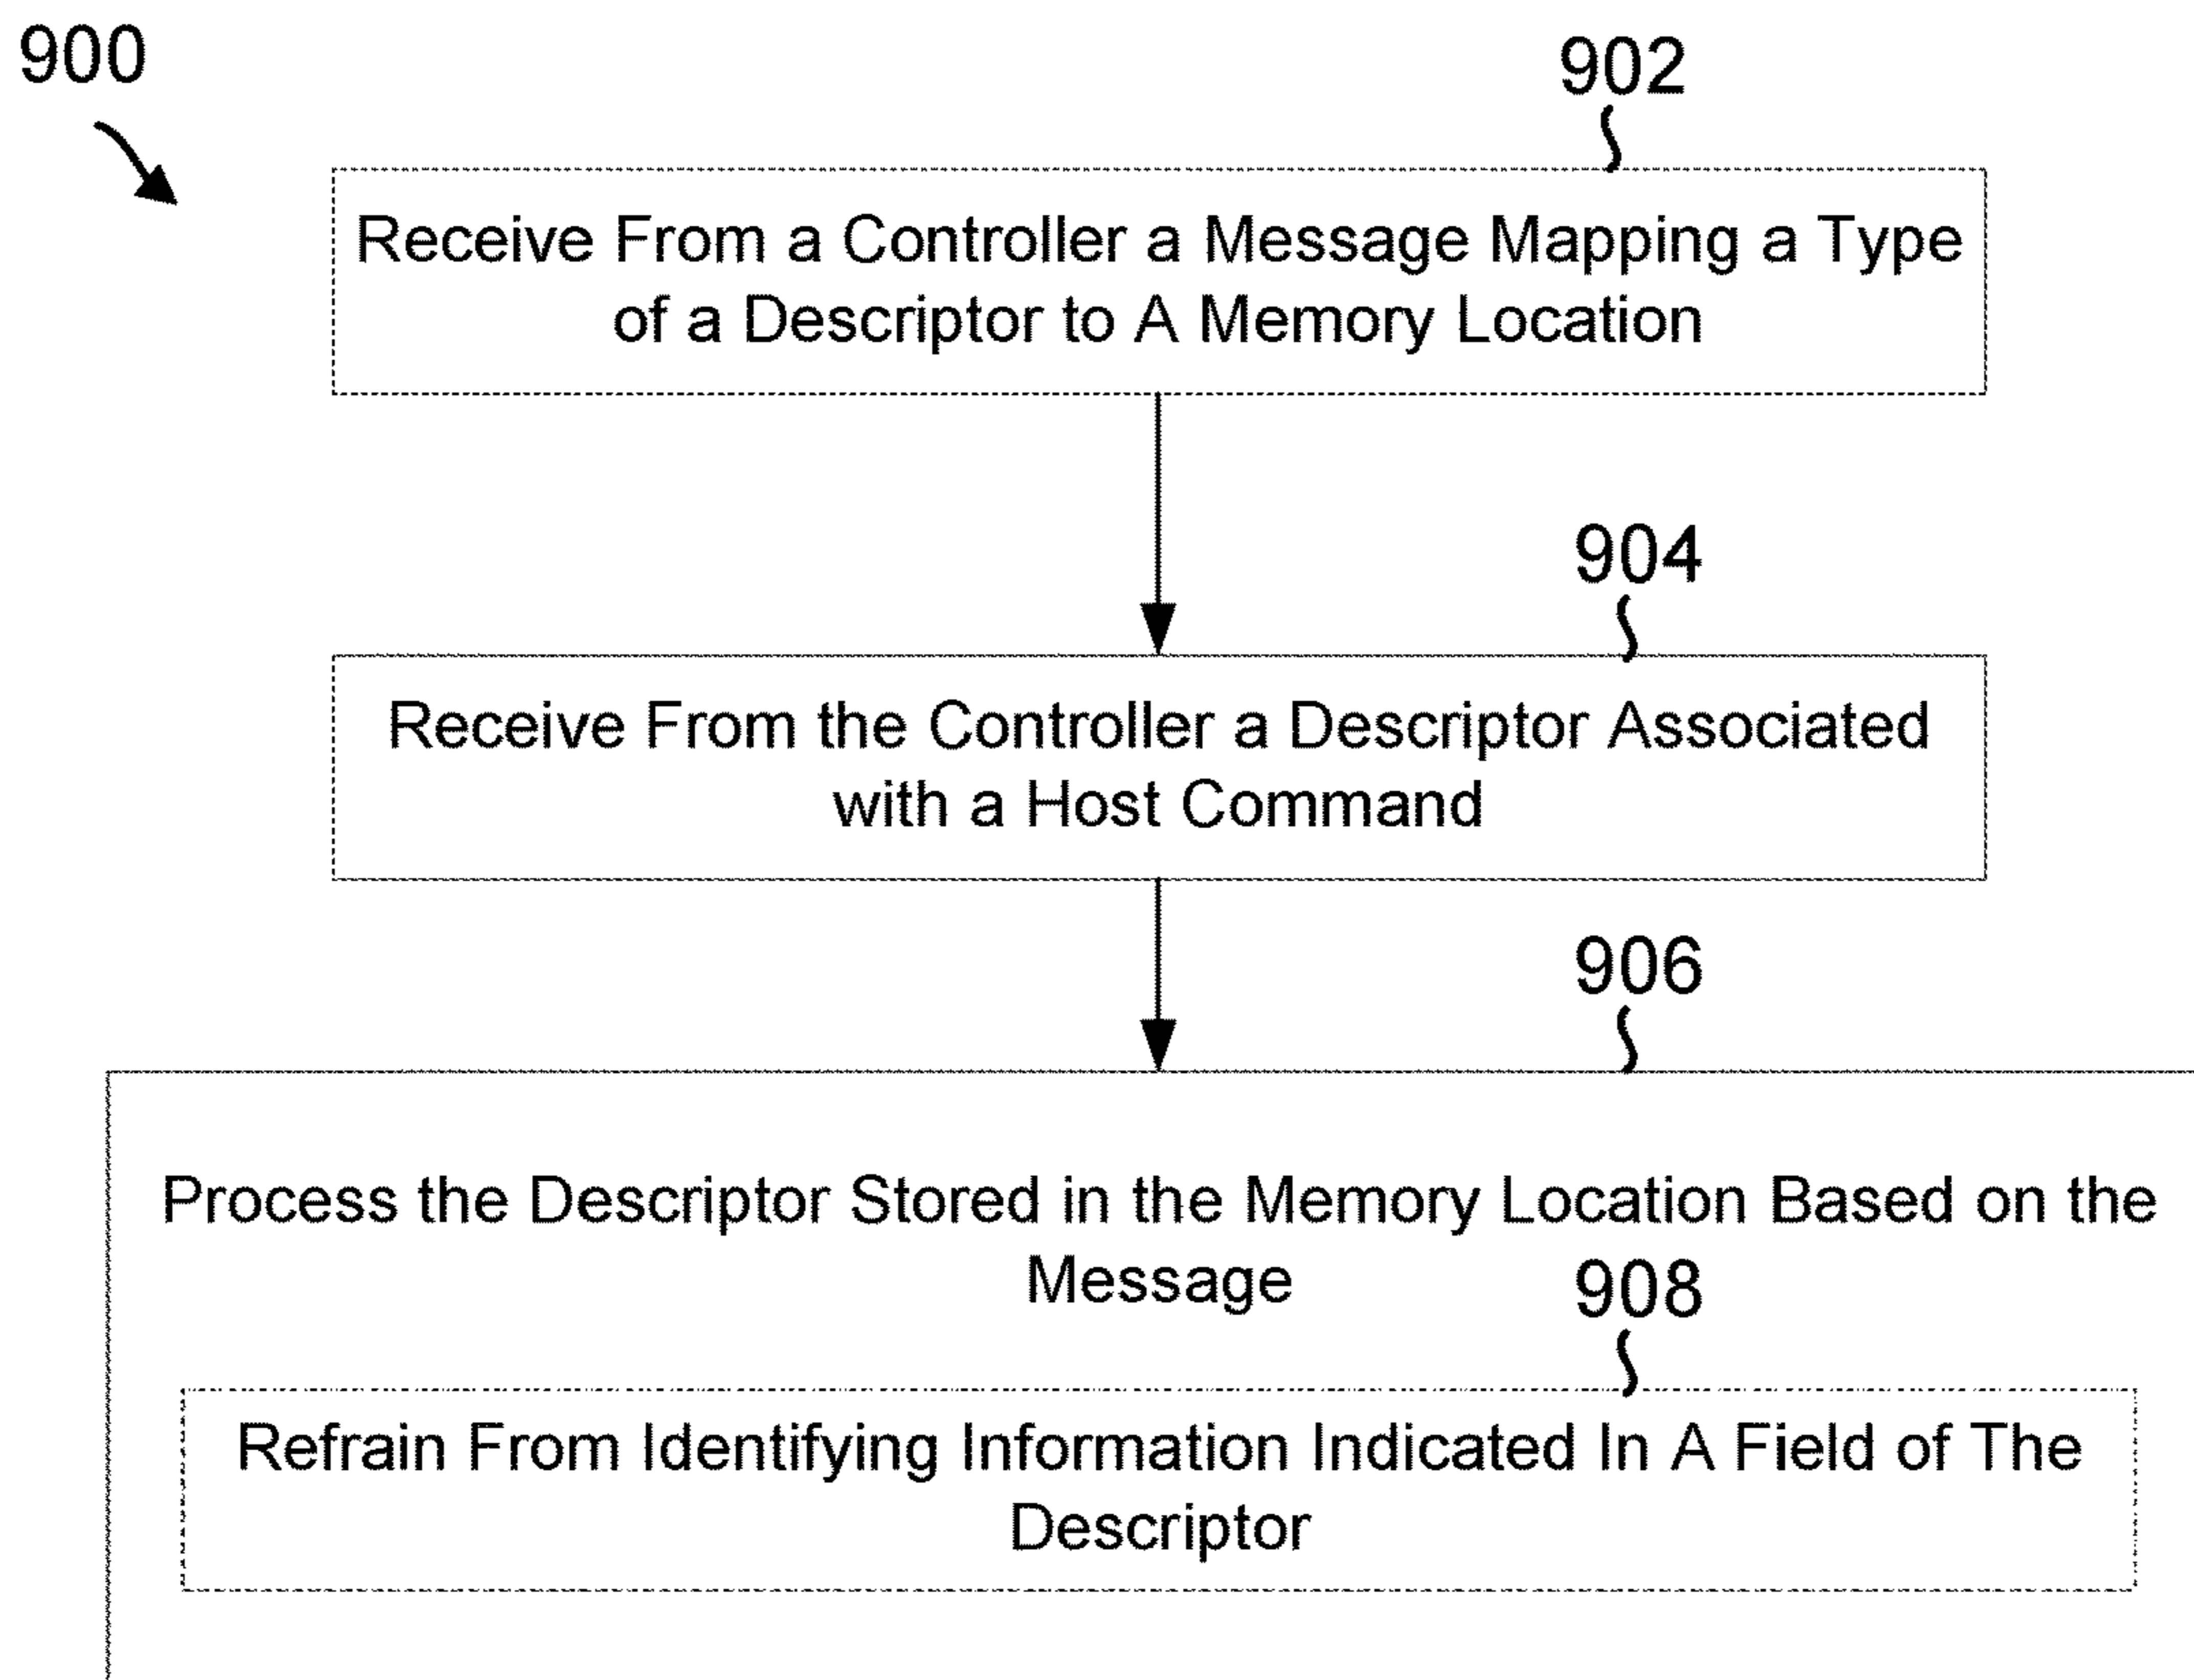 900
902
Receive From a Controller a Message Mapping a Type
of a Descriptor to A Memory Location
904
Receive From the Controller a Descriptor Associated
with a Host Command
906
Process the Descriptor Stored in the Memory Location Based on the
Message
908
Refrain From Identifying Information Indicated In A Field of The
Descriptor